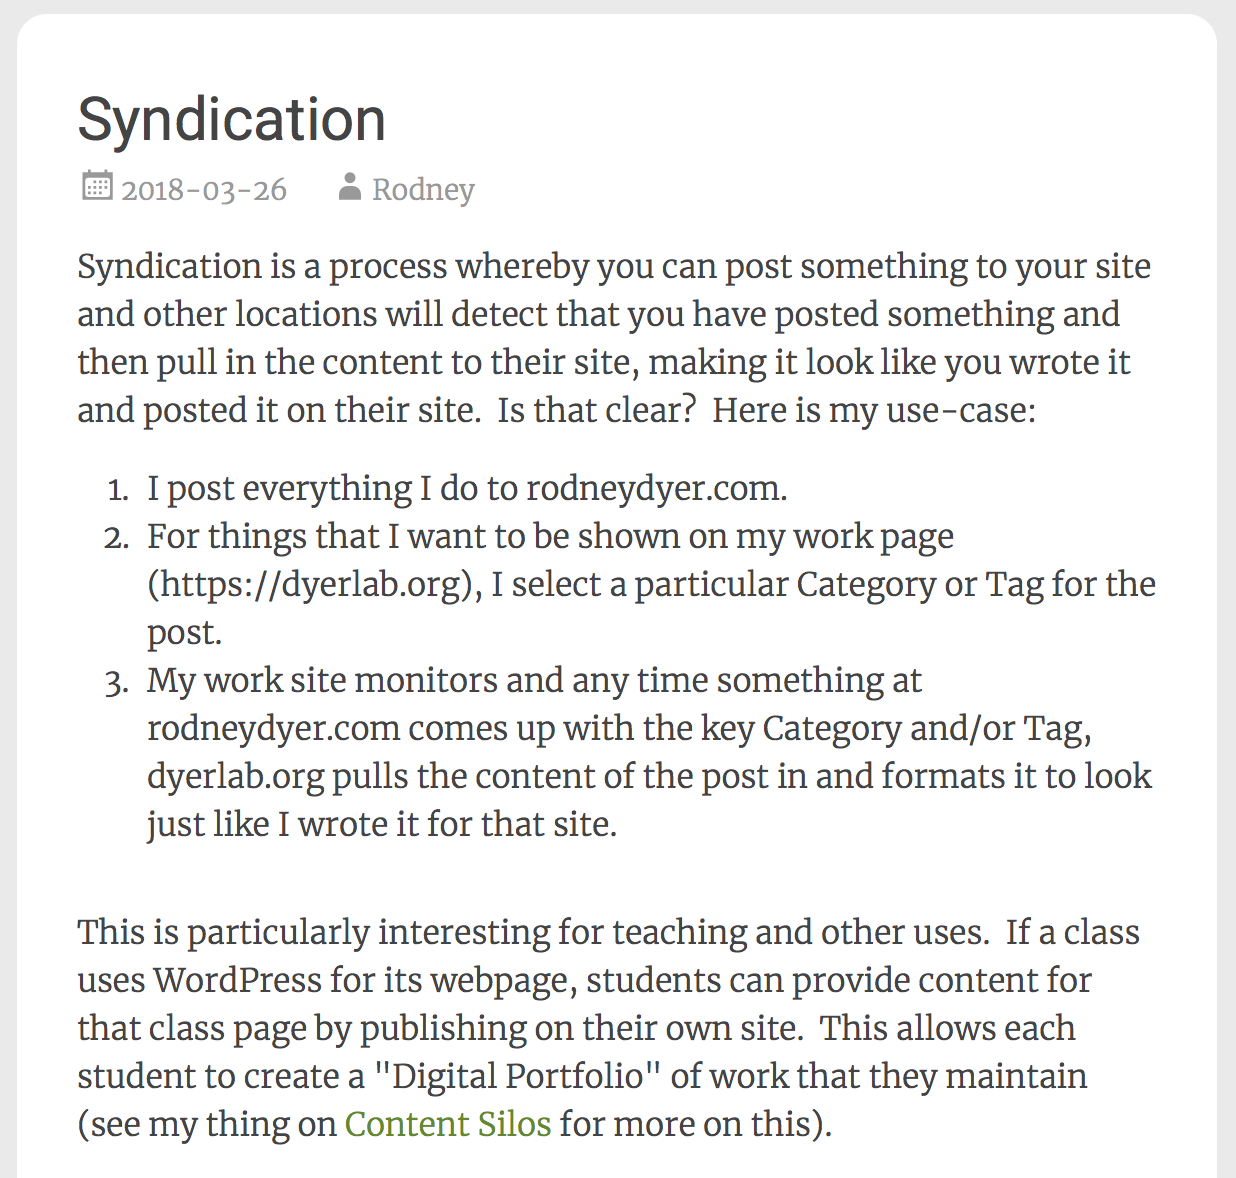 Syndication
2018-03-26 Rodney
Syndication is a process whereby you can post something to your site
and other locations will detect that you have posted something and
then pull in the content to their site, making it look like you wrote it
and posted it on their site.  Is that clear?  Here is my use-case:
1. I post everything I do to rodneydyer.com.
2. For things that I want to be shown on my work page
(https://dyerlab.org), I select a particular Category or Tag for the
post.
3. My work site monitors and any time something at
rodneydyer.com comes up with the key Category and/or Tag,
dyerlab.org pulls the content of the post in and formats it to look
just like I wrote it for that site.
This is particularly interesting for teaching and other uses.  If a class
uses WordPress for its webpage, students can provide content for
that class page by publishing on their own site.  This allows each
student to create a "Digital Portfolio" of work that they maintain
(see my thing on Content Silos for more on this).